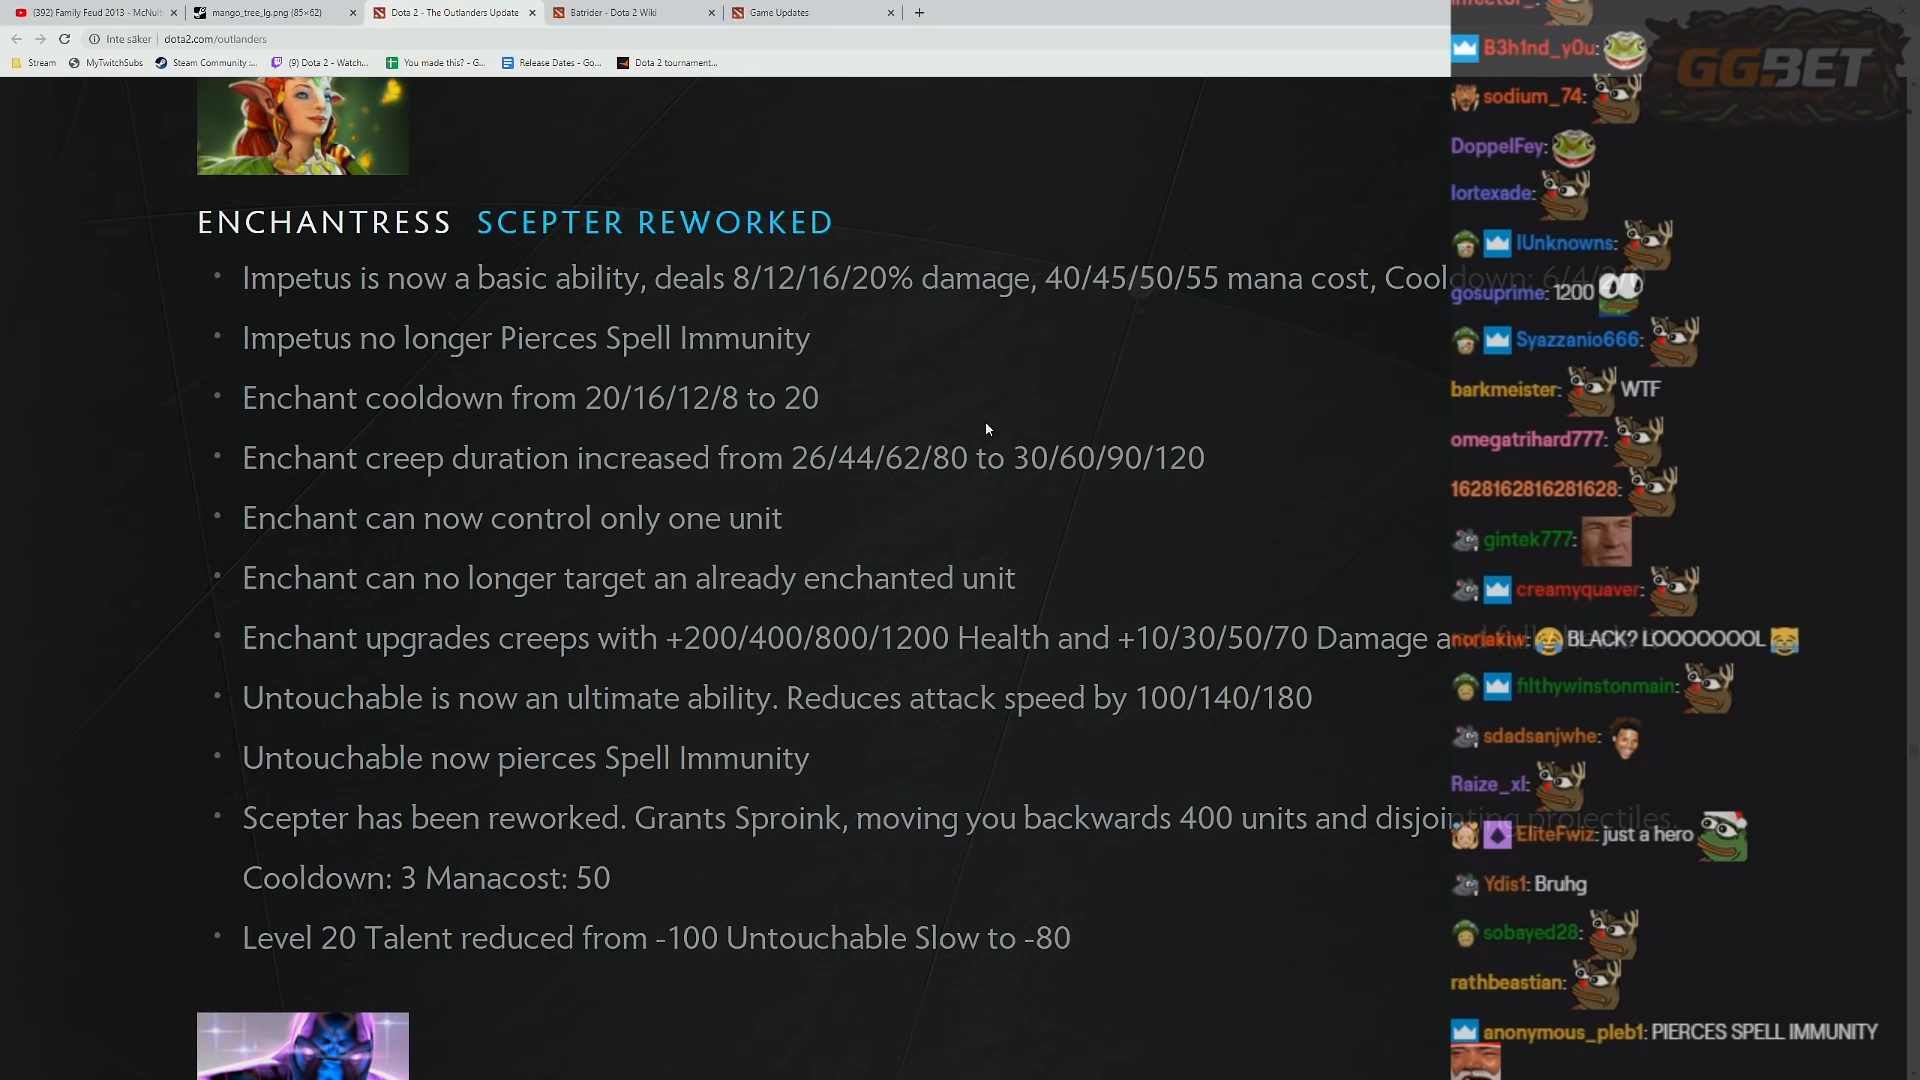 (392) Family Feud 2013 - McNult
mango_tree_lg.png (85×62)
Dota 2 - The Outlanders Update
Batrider - Dota 2 Wiki
Game Updates
Inte säker
dota2.com/outlanders
Stream
MyTwitchSubs
Steam Community :...
(9) Dota 2 - Watch...
You made this? - G...
Release Dates - Go...
Dota 2 tournament...
GG.BET
ENCHANTRESS SCEPTER REWORKED
Impetus is now a basic ability, deals 8/12/16/20% damage, 40/45/50/55 mana cost, Cooldown: 6/4/2/0
Impetus no longer Pierces Spell Immunity
Enchant cooldown from 20/16/12/8 to 20
Enchant creep duration increased from 26/44/62/80 to 30/60/90/120
Enchant can now control only one unit
Enchant can no longer target an already enchanted unit
Enchant upgrades creeps with +200/400/800/1200 Health and +10/30/50/70 Damage
Untouchable is now an ultimate ability. Reduces attack speed by 100/140/180
Untouchable now pierces Spell Immunity
Scepter has been reworked. Grants Sproink, moving you backwards 400 units and disjointing projectiles.
Cooldown: 3 Manacost: 50
Level 20 Talent reduced from -100 Untouchable Slow to -80
B3h1nd_y0u:
sodium_74:
DoppelFey:
lortexade:
IUnknowns:
gosuprime: 1200
Syazzanio666:
barkmeister: WTF
omegatrihard777:
1628162816281628:
gintek777:
creamyquaver:
noriakiw: BLACK? LOOOOOOOL
filthywinstonmain:
sdadsanjwhe:
Raize_xl:
EliteFwiz: just a hero
Ydis1: Bruhg
sobayed28:
rathbeastian:
anonymous_pleb1: PIERCES SPELL IMMUNITY